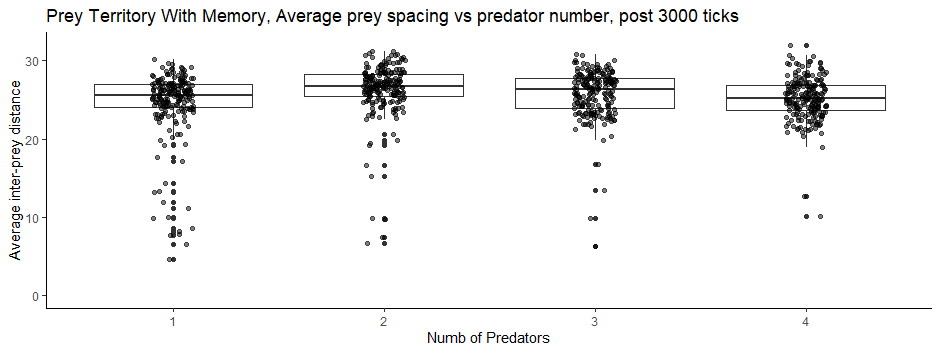 Prey Territory With Memory, Average prey spacing vs predator number, post 3000 ticks
Average inter-prey distance
30
20
10
0
1 2 3 4
Numb of Predators